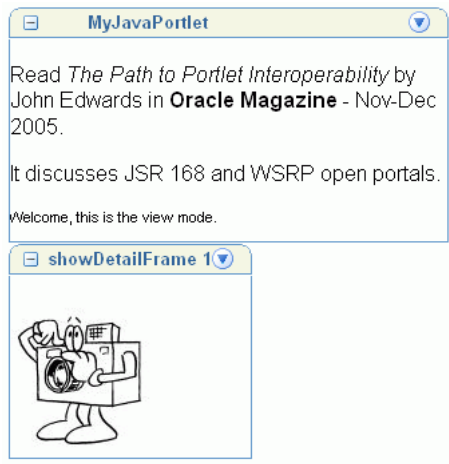 MyJavaPortlet
Read The Path to Portlet Interoperability by
John Edwards in Oracle Magazine - Nov-Dec
2005.
It discusses JSR 168 and WSRP open portals.
Welcome, this is the view mode.
showDetailFrame 1